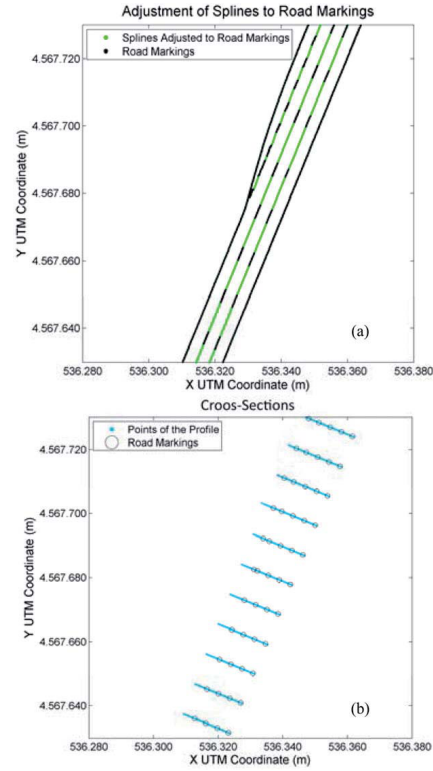 Adjustment of Splines to Road Markings
Splines Adjusted to Road Markings
Road Markings
Y UTM Coordinate (m)
4.567.720
4.567.700
4.567.680
4.567.660
4.567.640
(a)
536.280
536.300
536.320
536.340
536.360
536.380
X UTM Coordinate (m)
Croos-Sections
Points of the Profile
Road Markings
Y UTM Coordinate (m)
4.567.720
4.567.700
4.567.680
4.567.660
4.567.640
(b)
536.280
536.300
536.320
536.340
536.360
536.380
X UTM Coordinate (m)